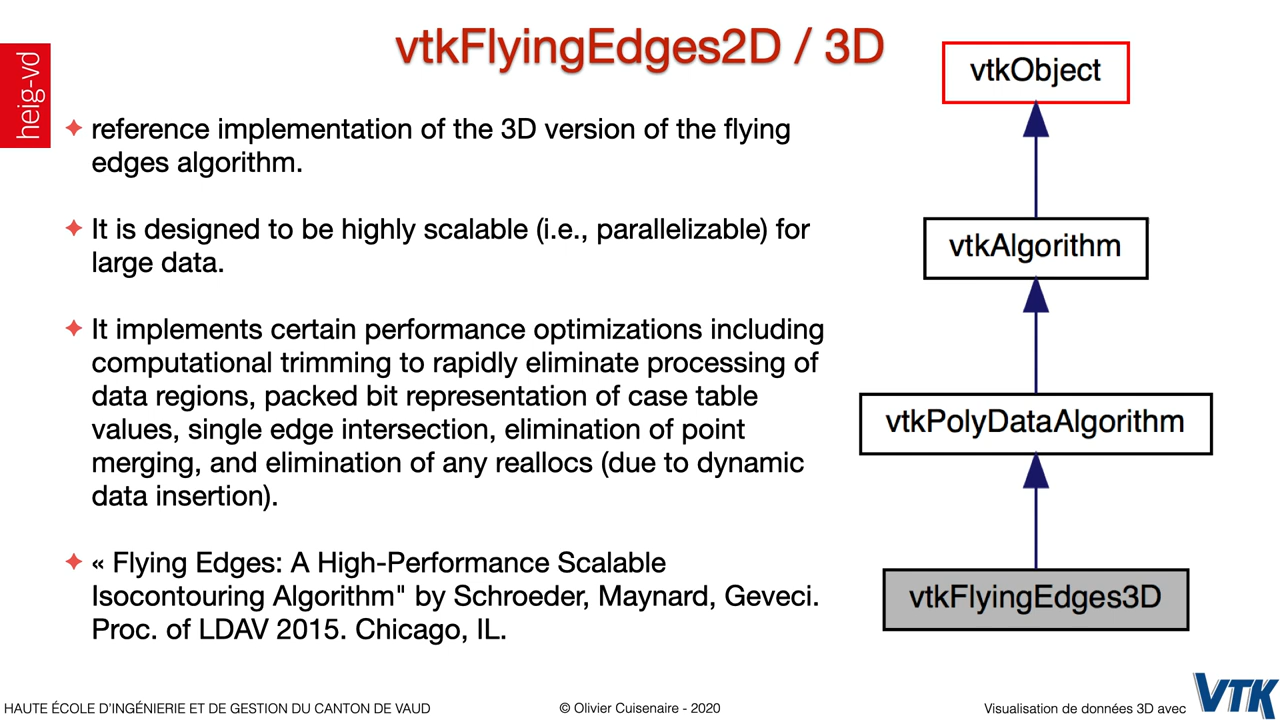 vtkFlyingEdges2D / 3D
heig-vd
reference implementation of the 3D version of the flying
edges algorithm.
It is designed to be highly scalable (i.e., parallelizable) for
large data.
It implements certain performance optimizations including
computational trimming to rapidly eliminate processing of
data regions, packed bit representation of case table
values, single edge intersection, elimination of point
merging, and elimination of any reallocs (due to dynamic
data insertion).
« Flying Edges: A High-Performance Scalable
Isocontouring Algorithm" by Schroeder, Maynard, Geveci.
Proc. of LDAV 2015. Chicago, IL.
vtkObject
vtkAlgorithm
vtkPolyDataAlgorithm
vtkFlyingEdges3D
HAUTE ÉCOLE D'INGÉNIERIE ET DE GESTION DU CANTON DE VAUD
© Olivier Cuisenaire - 2020
Visualisation de données 3D avec
VTK